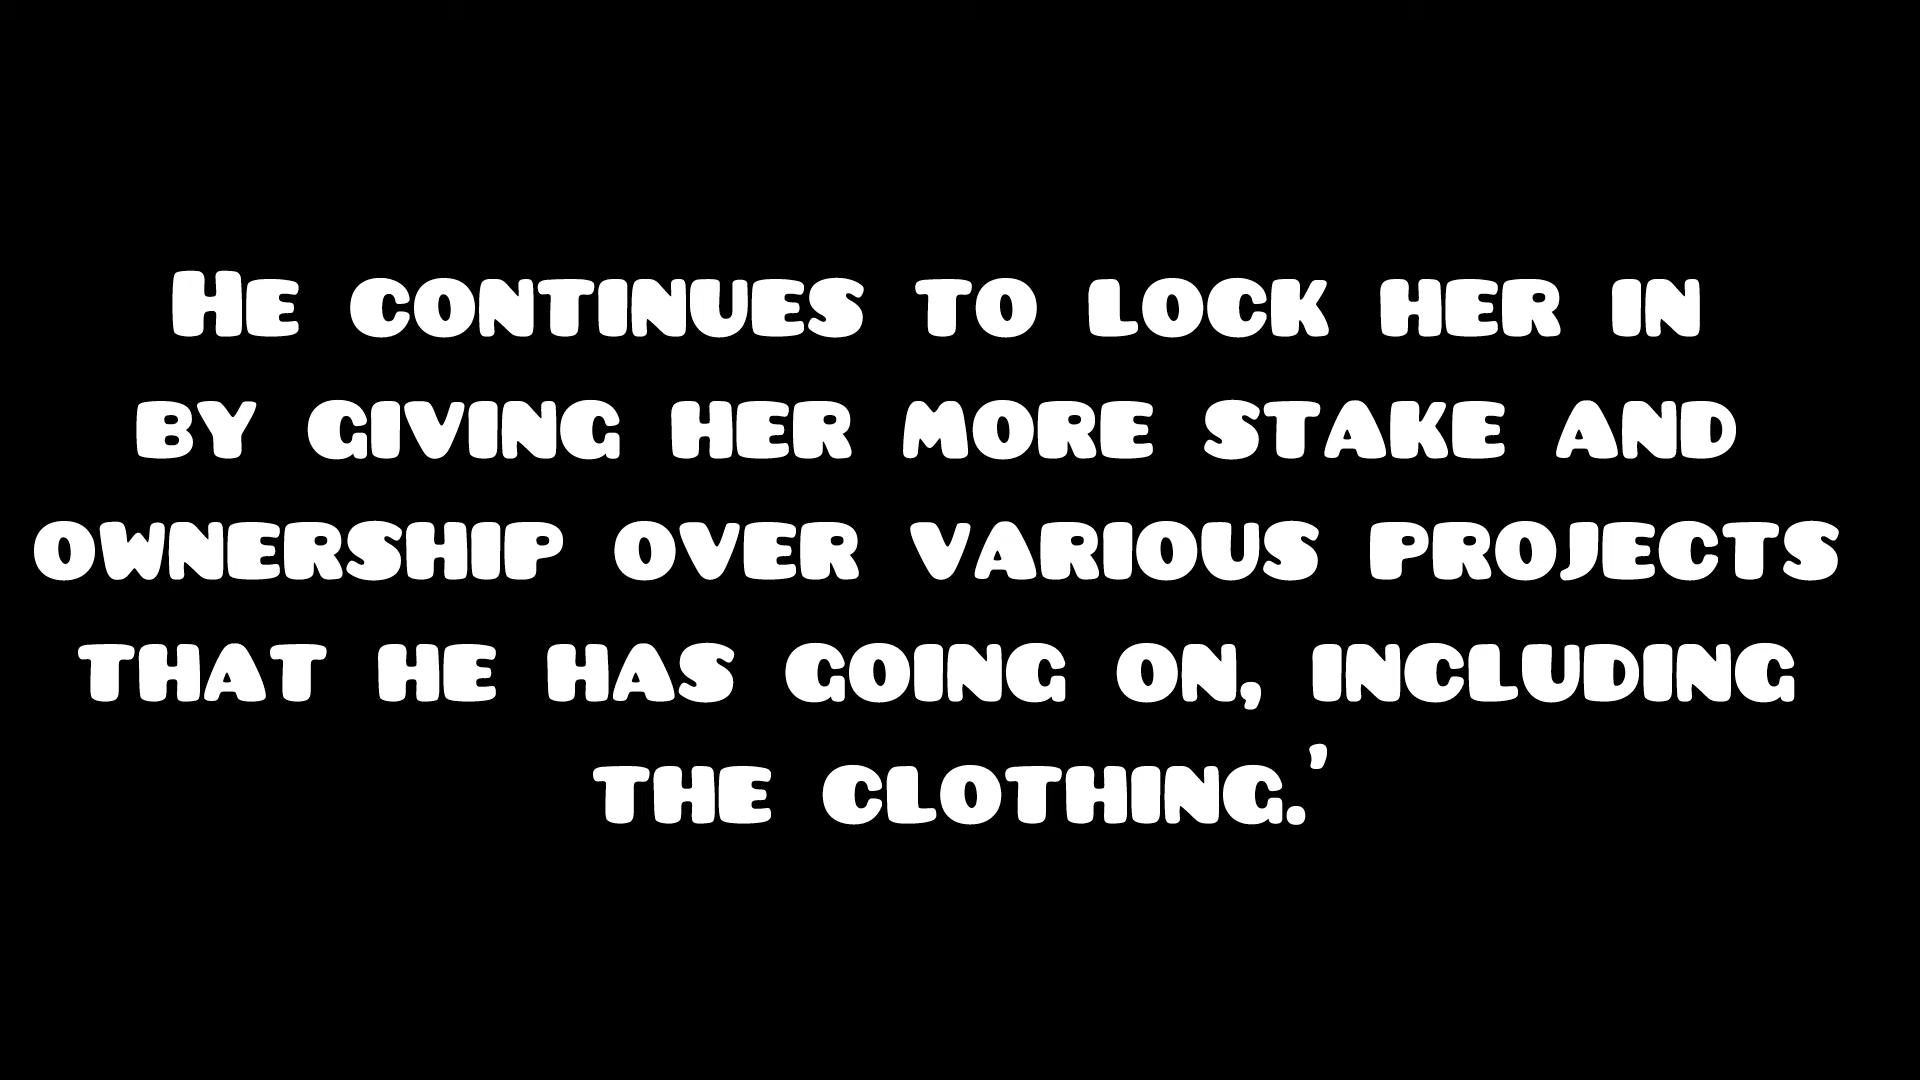 He continues to lock her in
by giving her more stake and
ownership over various projects
that he has going on, including
the clothing.'